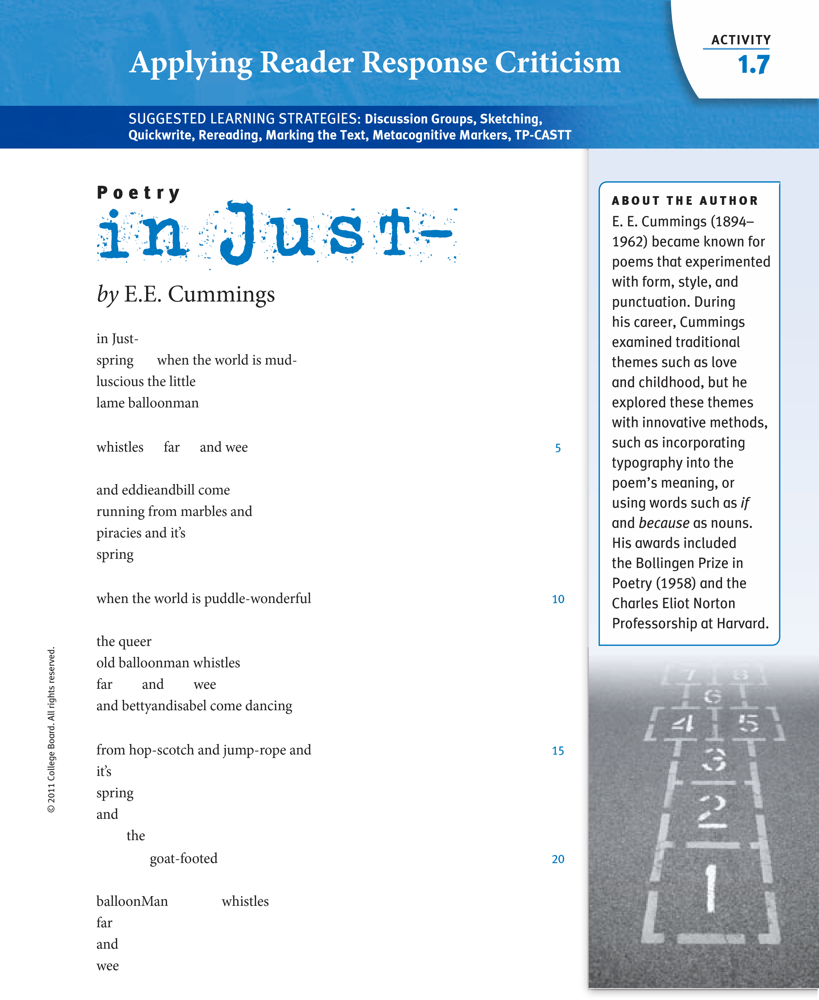 Applying Reader Response Criticism
ACTIVITY
1.7
SUGGESTED LEARNING STRATEGIES: Discussion Groups, Sketching,
Quickwrite, Rereading, Marking the Text, Metacognitive Markers, TP-CASTT
Poetry
in Just-
by E.E. Cummings
in Just-
spring when the world is mud-
luscious the little
lame balloonman
whistles far and wee 5
and eddieandbill come
running from marbles and
piracies and it’s
spring
when the world is puddle-wonderful 10
the queer
old balloonman whistles
far and wee
and bettyandisabel come dancing
from hop-scotch and jump-rope and 15
it’s
spring
and
the
goat-footed 20
balloonMan whistles
far
and
wee
ABOUT THE AUTHOR
E. E. Cummings (1894–
1962) became known for
poems that experimented
with form, style, and
punctuation. During
his career, Cummings
examined traditional
themes such as love
and childhood, but he
explored these themes
with innovative methods,
such as incorporating
typography into the
poem’s meaning, or
using words such as if
and because as nouns.
His awards included
the Bollingen Prize in
Poetry (1958) and the
Charles Eliot Norton
Professorship at Harvard.
7 8
6
4 5
3
2
1
© 2011 College Board. All rights reserved.